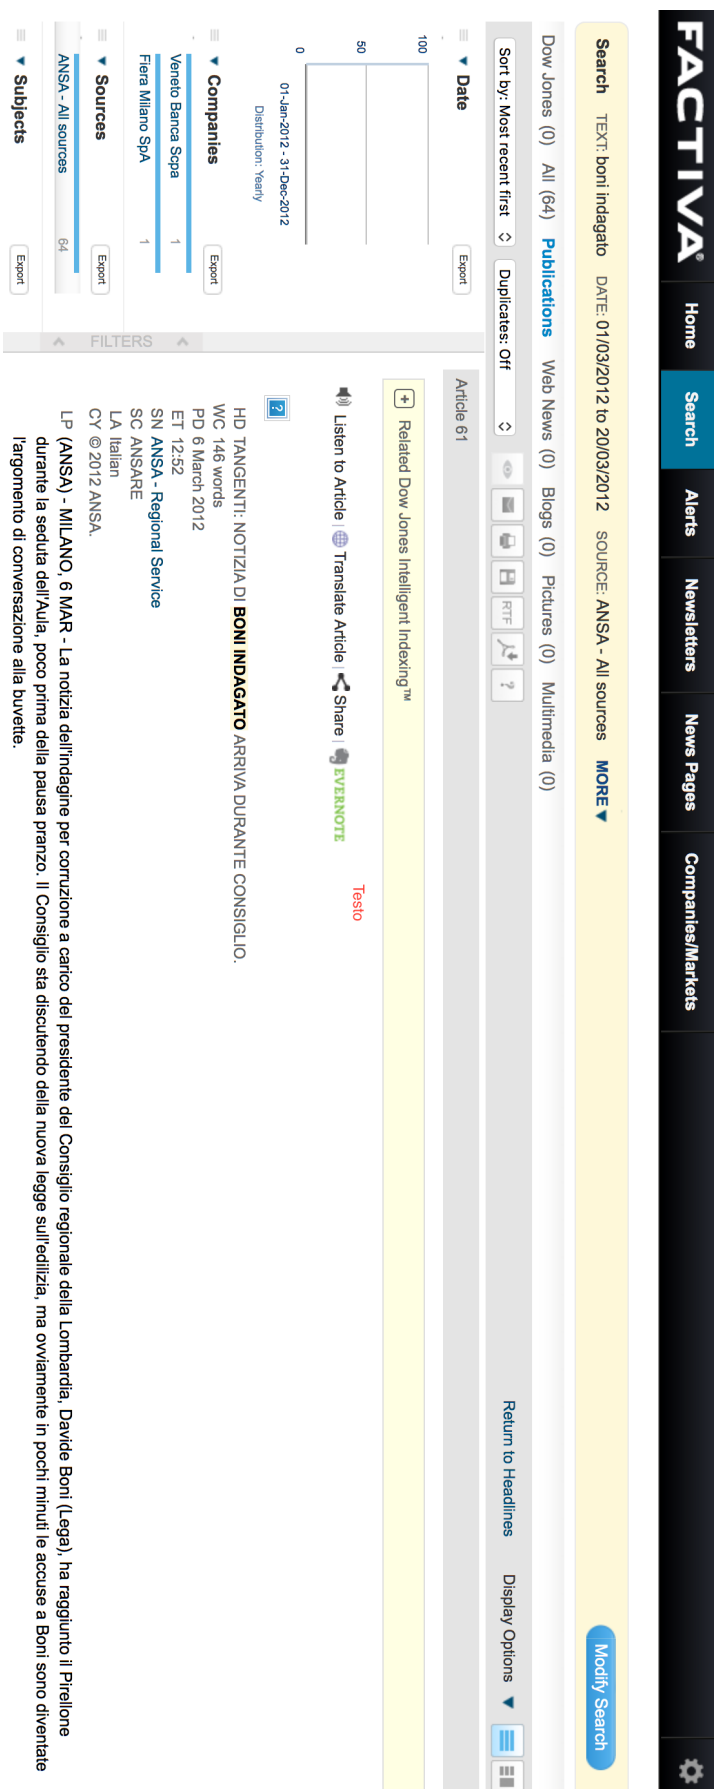 FACTIVA®
Home Search Alerts Newsletters News Pages Companies/Markets
Search TEXT: boni indagato DATE: 01/03/2012 to 20/03/2012 SOURCE: ANSA - All sources MORE
Modify Search
Dow Jones (0) All (64) Publications Web News (0) Blogs (0) Pictures (0) Multimedia (0)
Sort by: Most recent first Duplicates: Off RTF ? Return to Headlines Display Options
Date Export
100
50
0
01-Jan-2012 - 31-Dec-2012
Distribution: Yearly
Companies Export
Veneto Banca Scpa 1
Fiera Milano SpA 1
Sources Export
ANSA - All sources 64
Subjects Export
FILTERS
Article 61
+ Related Dow Jones Intelligent Indexing™
Testo
Listen to Article | Translate Article | Share | EVERNOTE
?
HD TANGENTI: NOTIZIA DI BONI INDAGATO ARRIVA DURANTE CONSIGLIO.
WC 146 words
PD 6 March 2012
ET 12:52
SN ANSA - Regional Service
SC ANSARE
LA Italian
CY © 2012 ANSA.
LP (ANSA) - MILANO, 6 MAR - La notizia dell'indagine per corruzione a carico del presidente del Consiglio regionale della Lombardia, Davide Boni (Lega), ha raggiunto il Pirellone
durante la seduta dell'Aula, poco prima della pausa pranzo. Il Consiglio sta discutendo della nuova legge sull'edilizia, ma ovviamente in pochi minuti le accuse a Boni sono diventate
l'argomento di conversazione alla buvette.